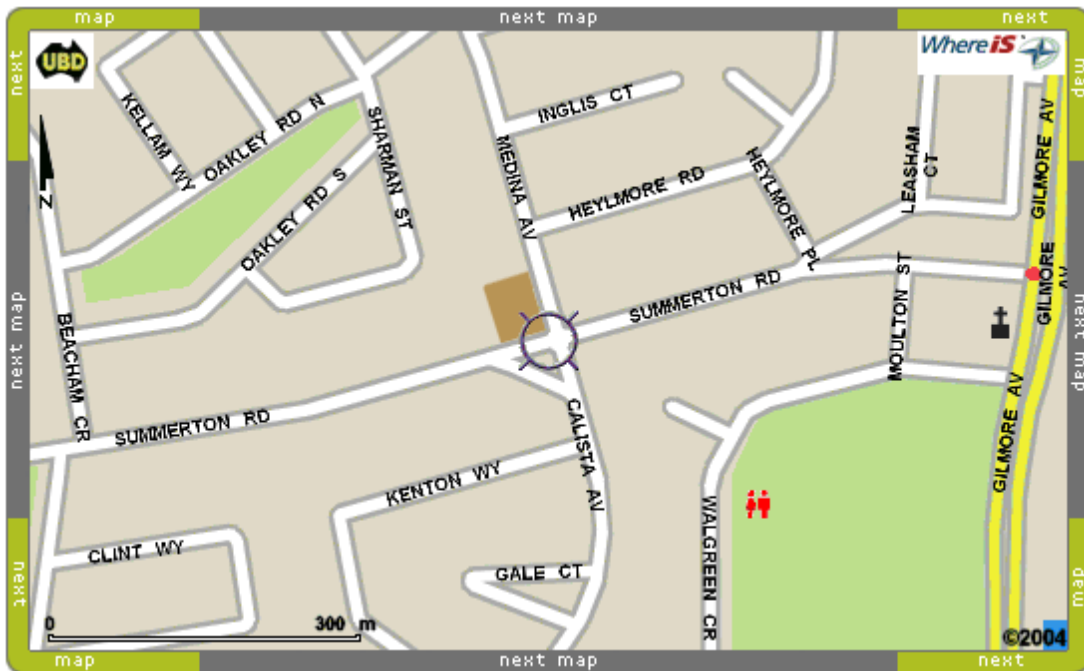 map
next map
next
next
UBD
WhereiS
map
KELLAM WY
OAKLEY RD N
SHARMAN ST
INGLIS CT
MEDINA AV
HEYLMORE RD
HEYLMORE PL
LEASHAM
CT
GILMORE AV
N
OAKLEY RD S
GILMORE
AV
SUMMERTON RD
MOULTON ST
next map
next map
BEACHAM CR
SUMMERTON RD
CALISTA AV
GILMORE AV
KENTON WY
WALGREEN CR
CLINT WY
GALE CT
next
map
0 300 m
©2004
map
next map
next